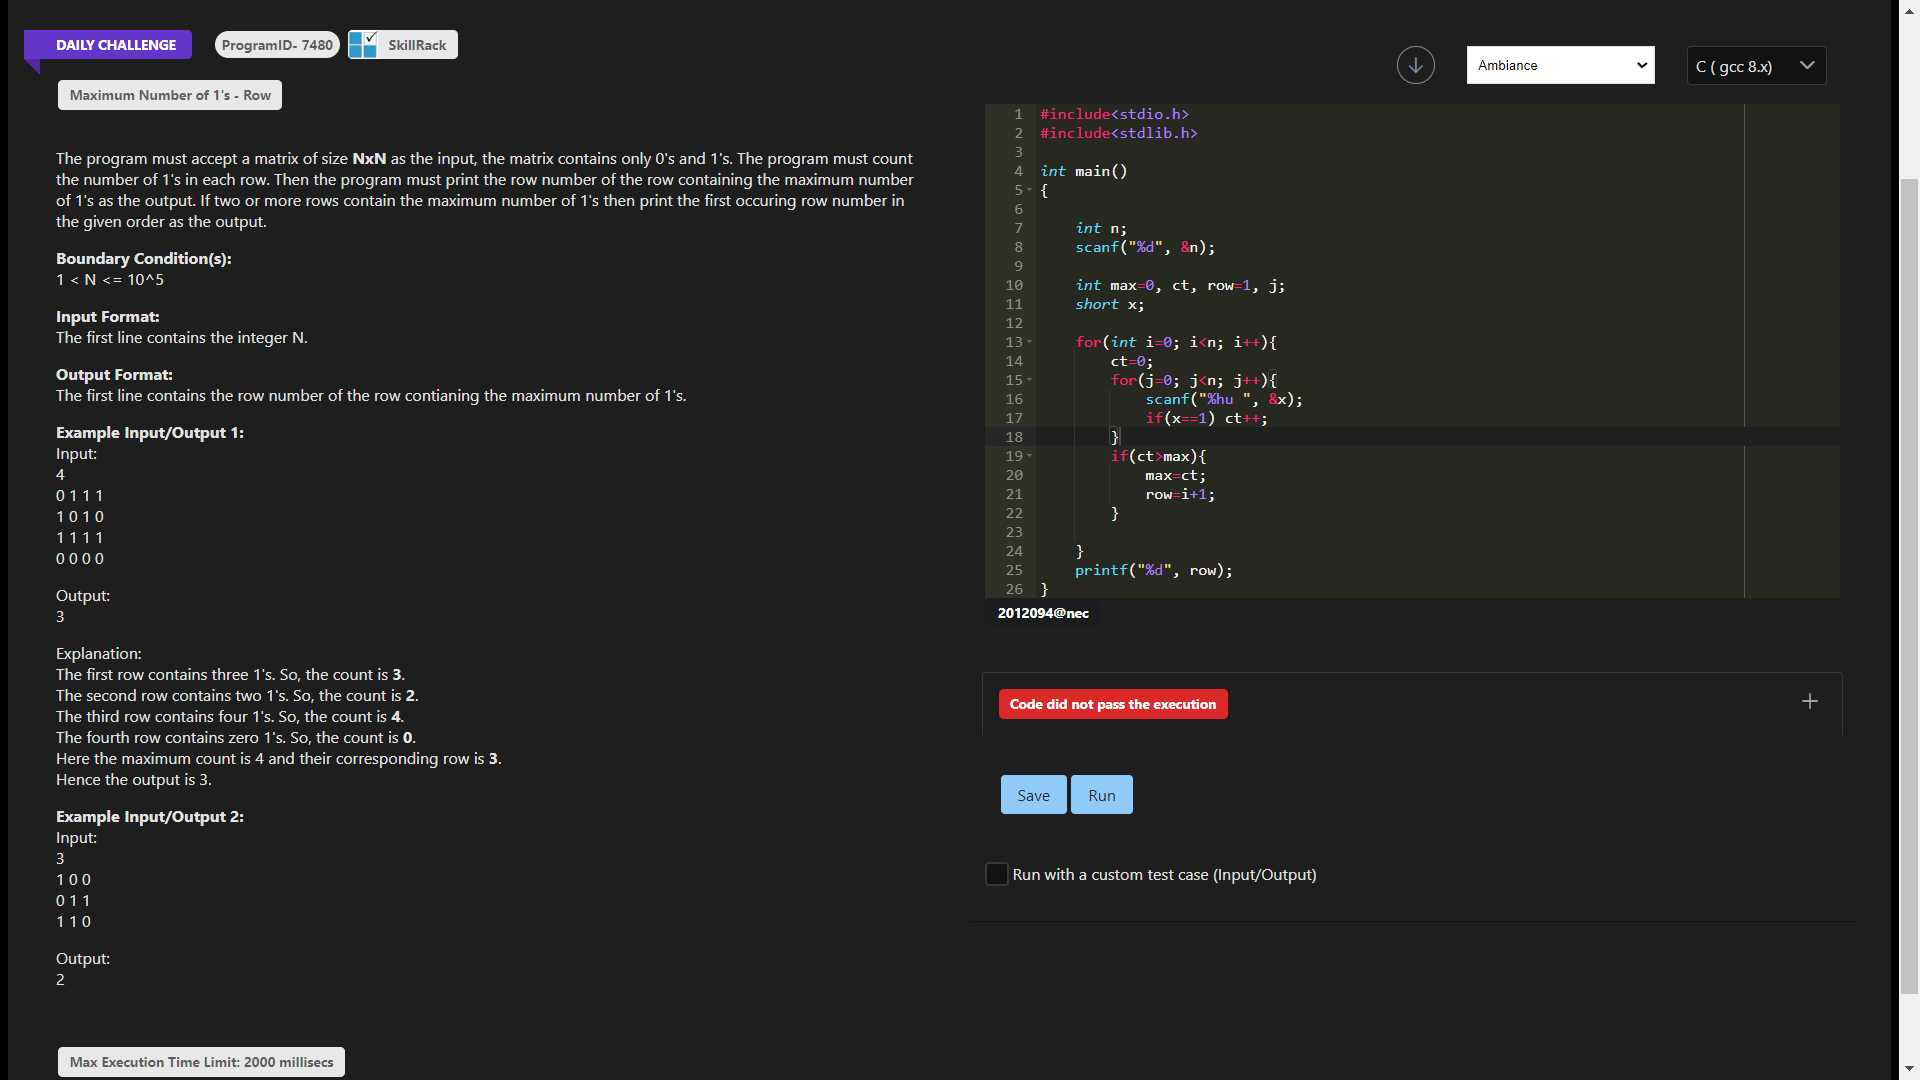 DAILY CHALLENGE
ProgramID- 7480
SkillRack
Maximum Number of 1's - Row
The program must accept a matrix of size NxN as the input, the matrix contains only 0's and 1's. The program must count
the number of 1's in each row. Then the program must print the row number of the row containing the maximum number
of 1's as the output. If two or more rows contain the maximum number of 1's then print the first occuring row number in
the given order as the output.
Boundary Condition(s):
1 < N <= 10^5
Input Format:
The first line contains the integer N.
Output Format:
The first line contains the row number of the row contianing the maximum number of 1's.
Example Input/Output 1:
Input:
4
0 1 1 1
1 0 1 0
1 1 1 1
0 0 0 0
Output:
3
Explanation:
The first row contains three 1's. So, the count is 3.
The second row contains two 1's. So, the count is 2.
The third row contains four 1's. So, the count is 4.
The fourth row contains zero 1's. So, the count is 0.
Here the maximum count is 4 and their corresponding row is 3.
Hence the output is 3.
Example Input/Output 2:
Input:
3
1 0 0
0 1 1
1 1 0
Output:
2
Max Execution Time Limit: 2000 millisecs
Ambiance
C ( gcc 8.x)
1 #include<stdio.h>
2 #include<stdlib.h>
3
4 int main()
5 {
6
7 int n;
8 scanf("%d", &n);
9
10 int max=0, ct, row=1, j;
11 short x;
12
13 for(int i=0; i<n; i++){
14 ct=0;
15 for(j=0; j<n; j++){
16 scanf("%hu ", &x);
17 if(x==1) ct++;
18 }
19 if(ct>max){
20 max=ct;
21 row=i+1;
22 }
23
24 }
25 printf("%d", row);
26 }
2012094@nec
Code did not pass the execution
Save
Run
Run with a custom test case (Input/Output)